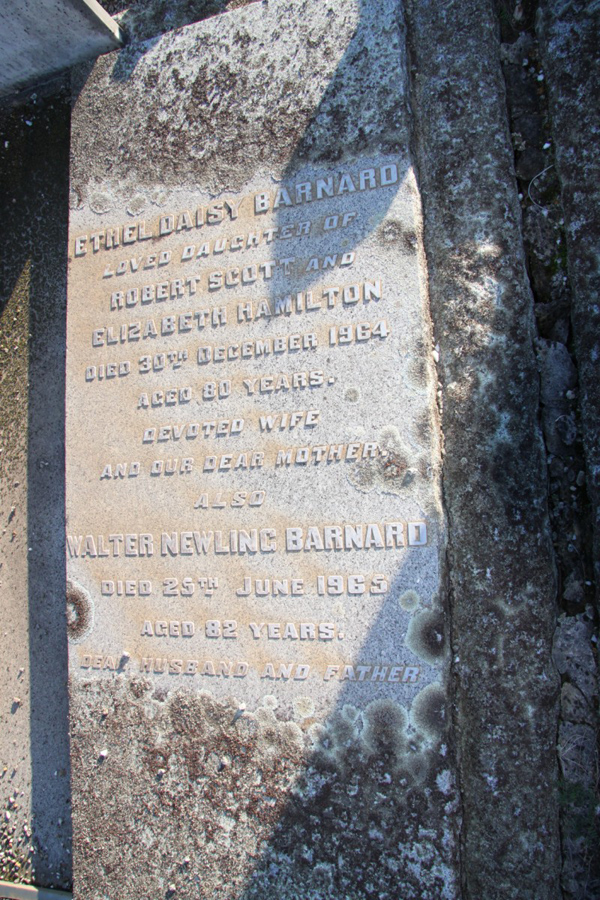 ETHEL DAISY BARNARD
LOVED DAUGHTER OF
ROBERT SCOTT AND
ELIZABETH HAMILTON
DIED 30TH DECEMBER 1964
AGED 80 YEARS.
DEVOTED WIFE
AND OUR DEAR MOTHER.
ALSO
WALTER NEWLING BARNARD
DIED 25TH JUNE 1965
AGED 82 YEARS.
DEAR HUSBAND AND FATHER